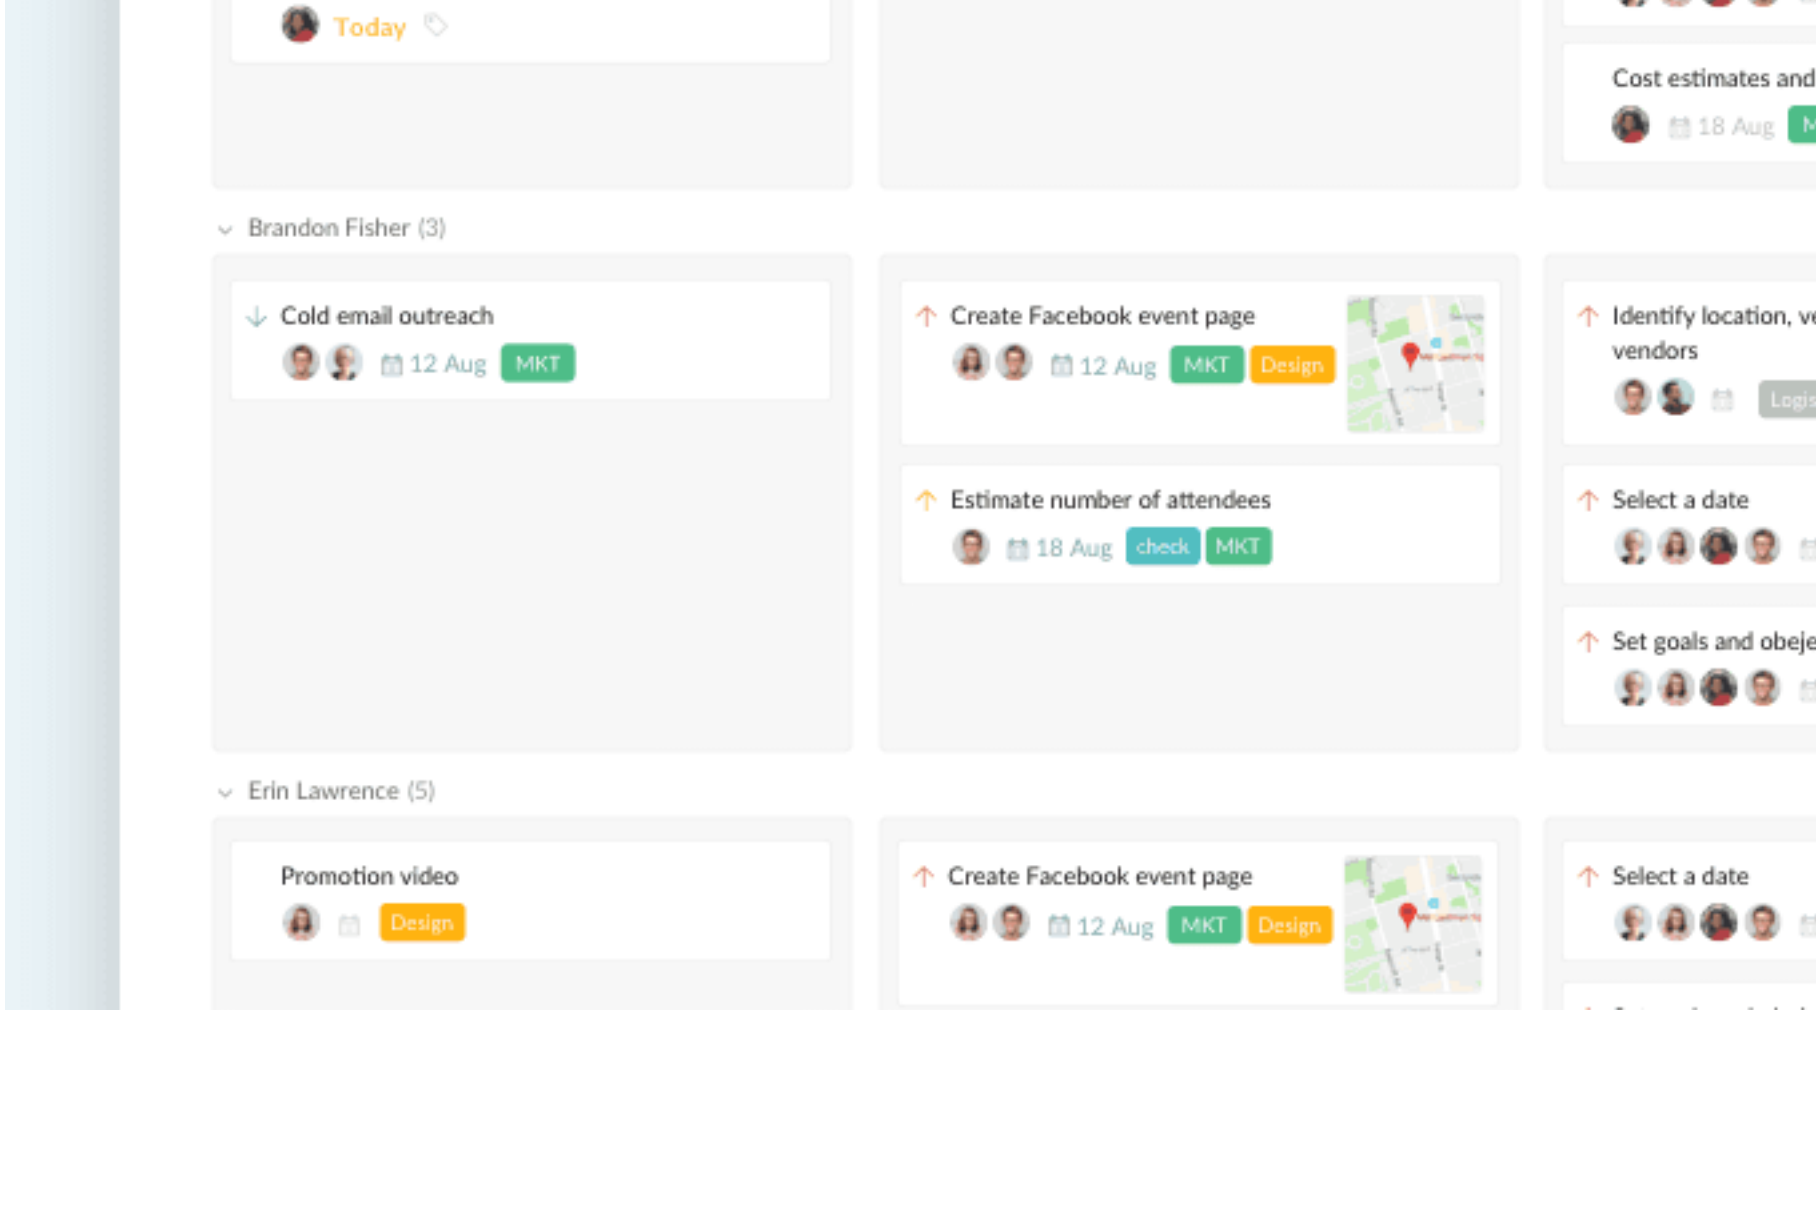 Today
Cost estimates and
18 Aug
Brandon Fisher (3)
Cold email outreach
12 Aug MKT
Create Facebook event page
12 Aug MKT Design
Estimate number of attendees
18 Aug check MKT
Identify location,
vendors
Select a date
Set goals and
Erin Lawrence (5)
Promotion video
Design
Create Facebook event page
12 Aug MKT Design
Select a date